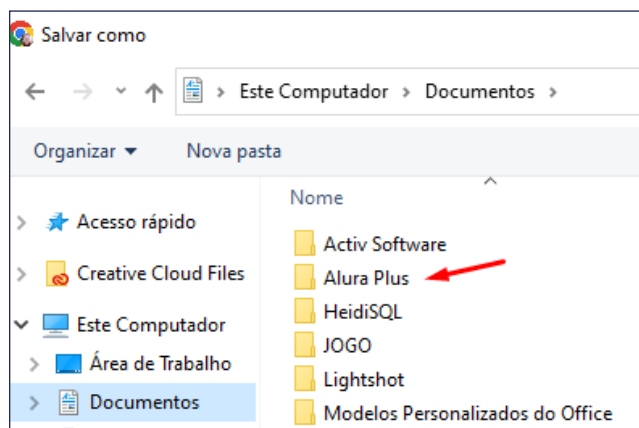 Salvar como
Este Computador > Documentos >
Organizar Nova pasta
Nome
Acesso rápido
Creative Cloud Files
Este Computador
Área de Trabalho
Documentos
Activ Software
Alura Plus
HeidiSQL
JOGO
Lightshot
Modelos Personalizados do Office